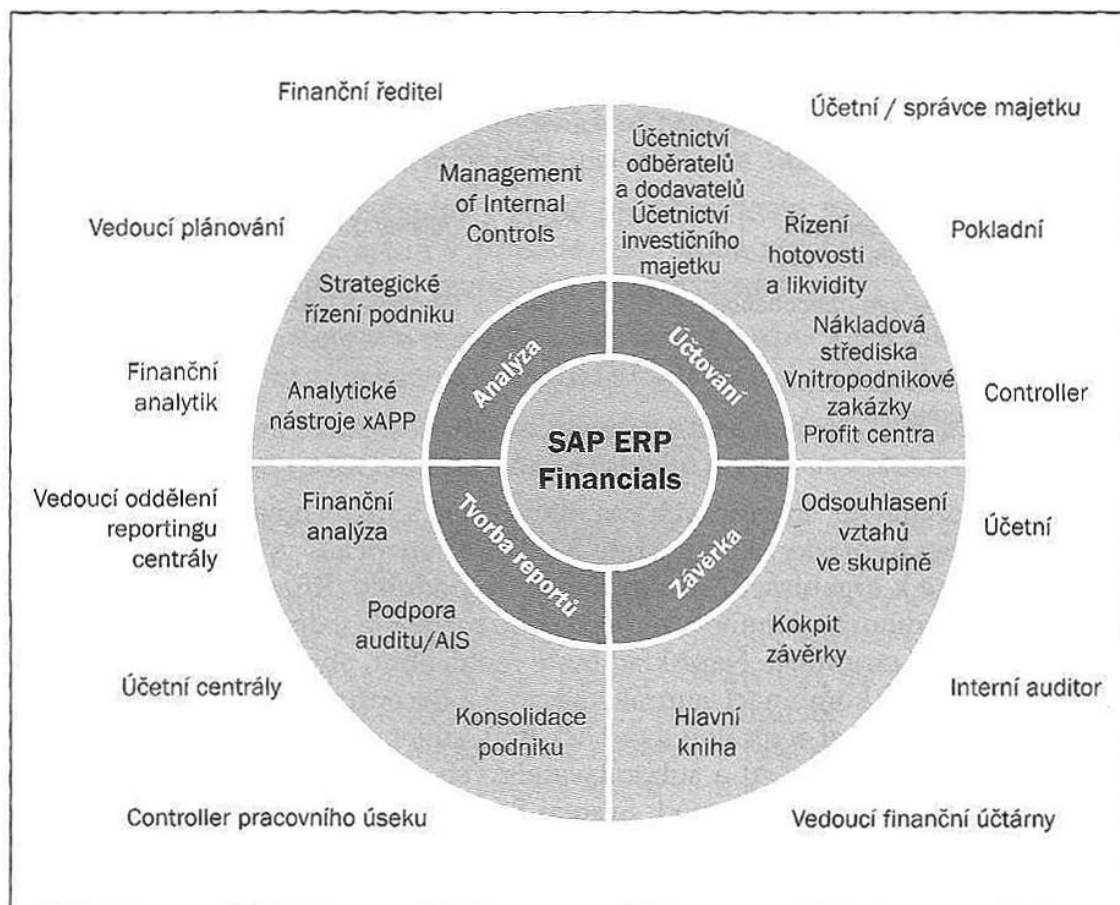 Finanční ředitel
Účetní / správce majetku
Vedoucí plánování
Pokladní
Finanční
analytik
Controller
Vedoucí oddělení
reportingu
centrály
Účetní
Účetní centrály
Interní auditor
Controller pracovního úseku
Vedoucí finanční účtárny
Management
of Internal
Controls
Strategické
řízení podniku
Analytické
nástroje xAPP
Účetnictví
odběratelů
a dodavatelů
Účetnictví
investičního
majetku
Řízení
hotovosti
a likvidity
Nákladová
střediska
Vnitropodnikové
zakázky
Profit centra
Analýza
Účtování
SAP ERP
Financials
Tvorba reportů
Závěrka
Finanční
analýza
Podpora
auditu/AIS
Konsolidace
podniku
Odsouhlasení
vztahů
ve skupině
Kokpit
závěrky
Hlavní
kniha